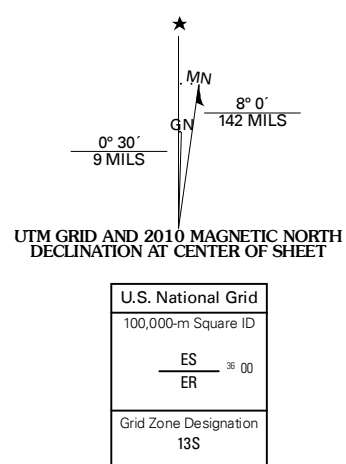 MN
GN
8° 0´
142 MILS
0° 30´
9 MILS
UTM GRID AND 2010 MAGNETIC NORTH
DECLINATION AT CENTER OF SHEET
U.S. National Grid
100,000-m Square ID
ES
36 00
ER
Grid Zone Designation
13S